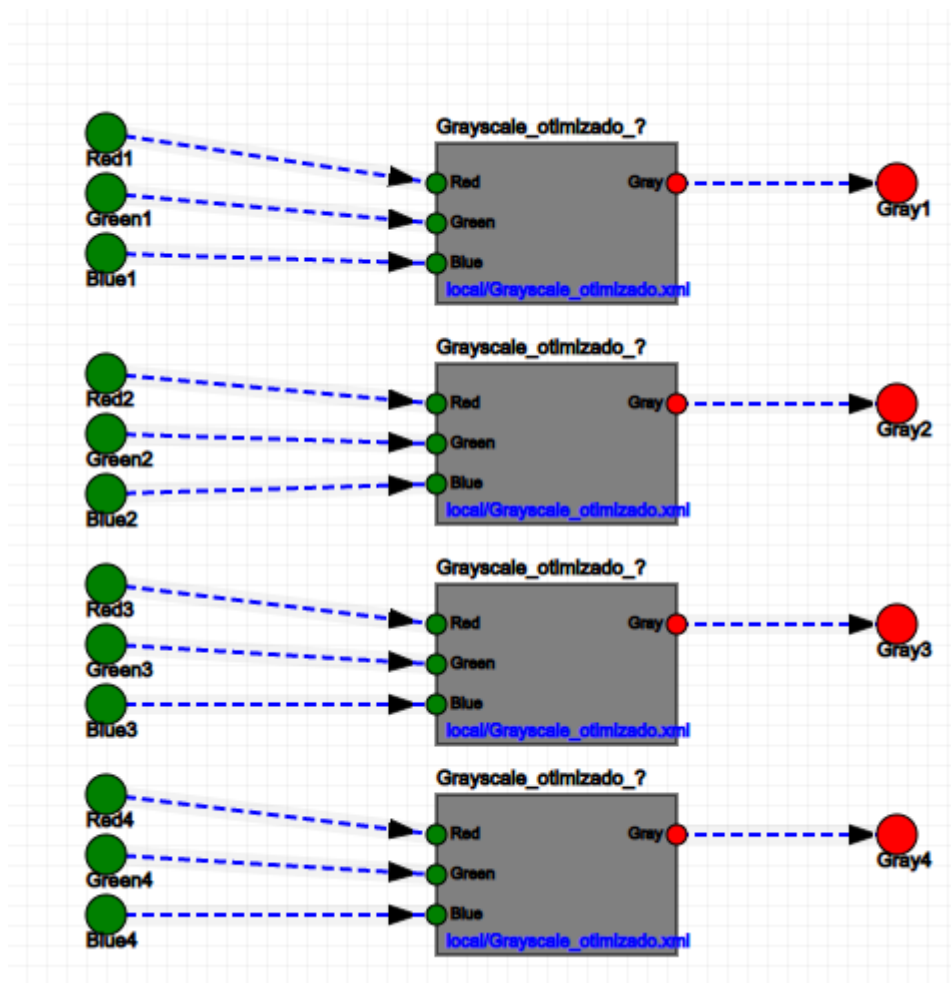 Grayscale_otimizado_?
Red1
Red
Gray
Green1
Green
Gray1
Blue1
Blue
local/Grayscale_otimizado.xml
Grayscale_otimizado_?
Red2
Red
Gray
Green2
Green
Gray2
Blue2
Blue
local/Grayscale_otimizado.xml
Grayscale_otimizado_?
Red3
Red
Gray
Green3
Green
Gray3
Blue3
Blue
local/Grayscale_otimizado.xml
Grayscale_otimizado_?
Red4
Red
Gray
Green4
Green
Gray4
Blue4
Blue
local/Grayscale_otimizado.xml